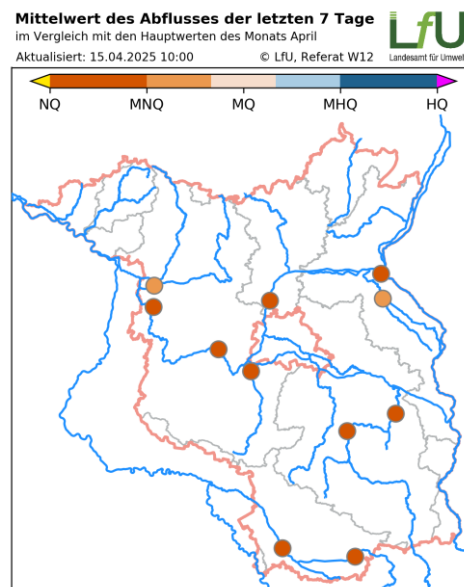 Mittelwert des Abflusses der letzten 7 Tage
im Vergleich mit den Hauptwerten des Monats April
Aktualisiert: 15.04.2025 10:00 © LfU, Referat W12
LfU
Landesamt für Umwelt
NQ MNQ MQ MHQ HQ